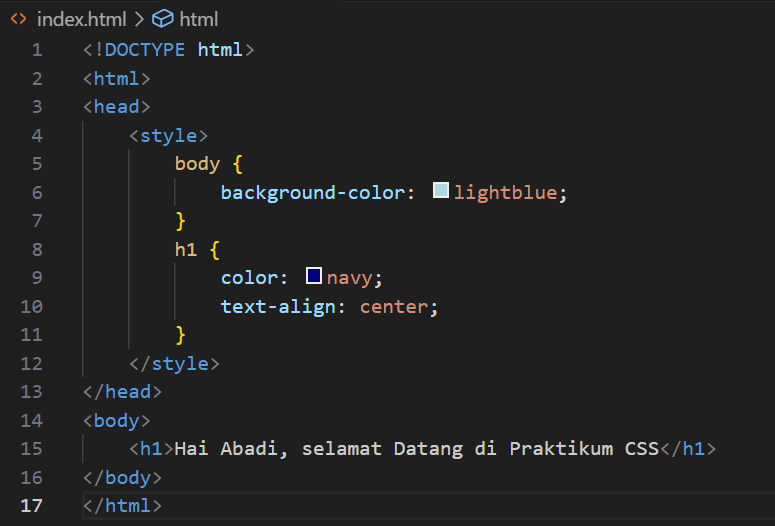 index.html > html
1 <!DOCTYPE html>
2 <html>
3 <head>
4     <style>
5         body {
6             background-color: lightblue;
7         }
8         h1 {
9             color: navy;
10             text-align: center;
11         }
12     </style>
13 </head>
14 <body>
15     <h1>Hai Abadi, selamat Datang di Praktikum CSS</h1>
16 </body>
17 </html>